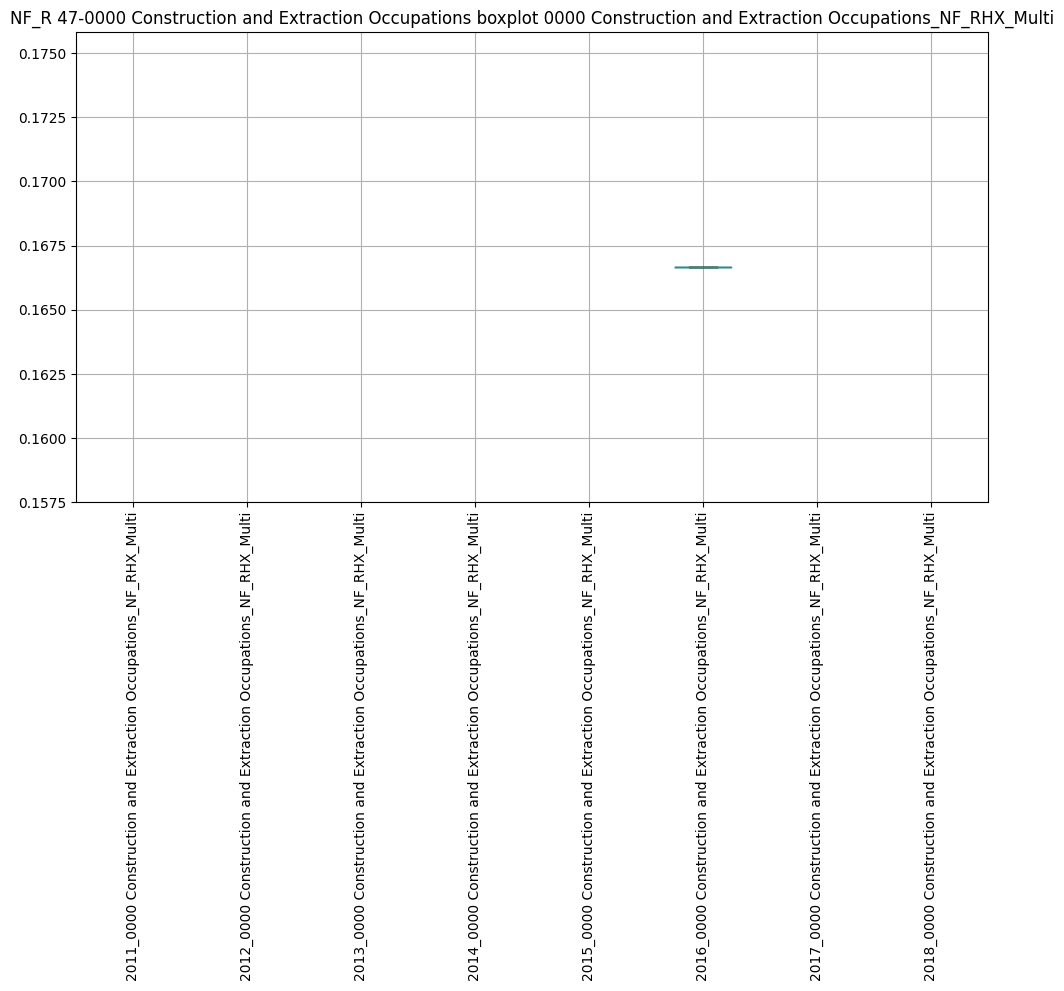 NF_R 47-0000 Construction and Extraction Occupations boxplot 0000 Construction and Extraction Occupations_NF_RHX_Multi
0.1750
0.1725
0.1700
0.1675
0.1650
0.1625
0.1600
0.1575
2011_0000 Construction and Extraction Occupations_NF_RHX_Multi
2012_0000 Construction and Extraction Occupations_NF_RHX_Multi
2013_0000 Construction and Extraction Occupations_NF_RHX_Multi
2014_0000 Construction and Extraction Occupations_NF_RHX_Multi
2015_0000 Construction and Extraction Occupations_NF_RHX_Multi
2016_0000 Construction and Extraction Occupations_NF_RHX_Multi
2017_0000 Construction and Extraction Occupations_NF_RHX_Multi
2018_0000 Construction and Extraction Occupations_NF_RHX_Multi